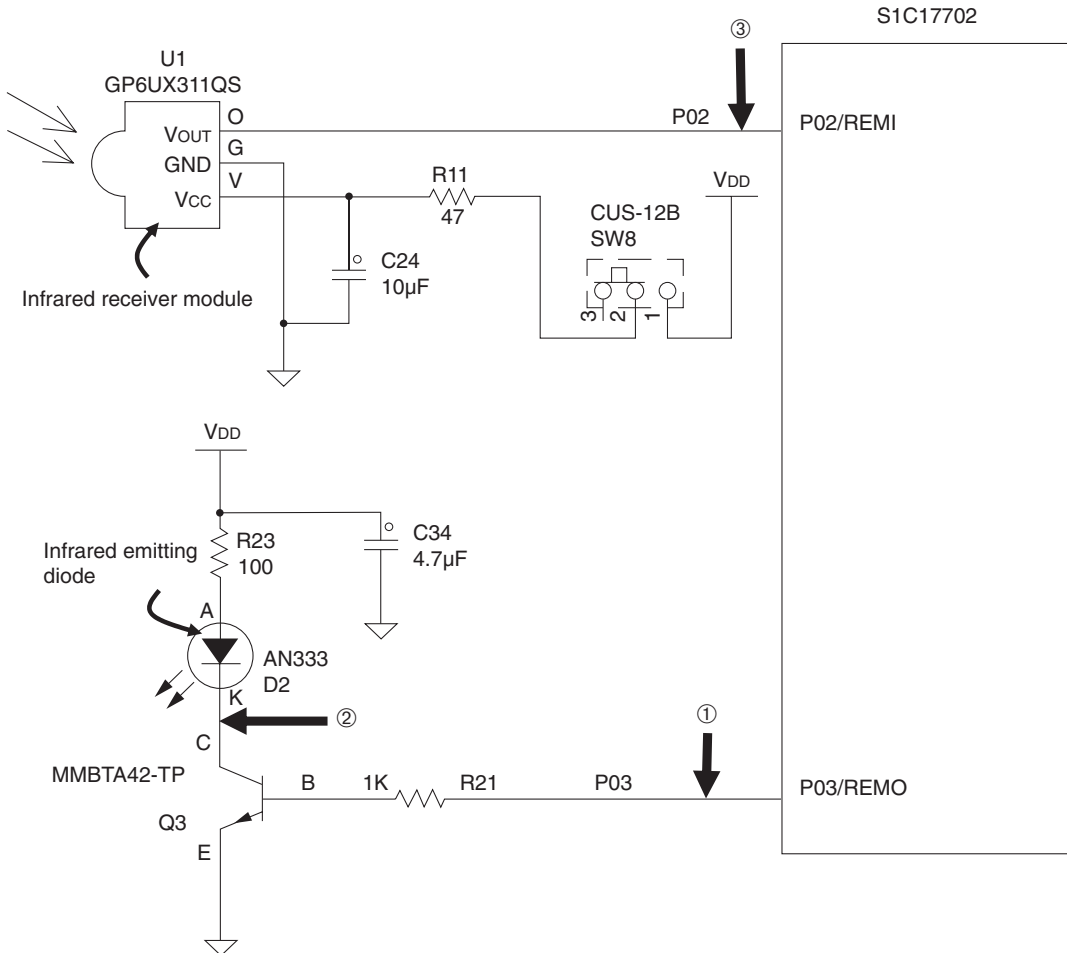 S1C17702
③
U1
GP6UX311QS
O
VOUT
P02
P02/REMI
G
GND
V
VCC
R11
47
VDD
CUS-12B
SW8
C24
10µF
Infrared receiver module
3
2
1
VDD
R23
100
C34
4.7µF
Infrared emitting
diode
A
AN333
D2
K
②
①
C
MMBTA42-TP
B
1K
R21
P03
P03/REMO
Q3
E